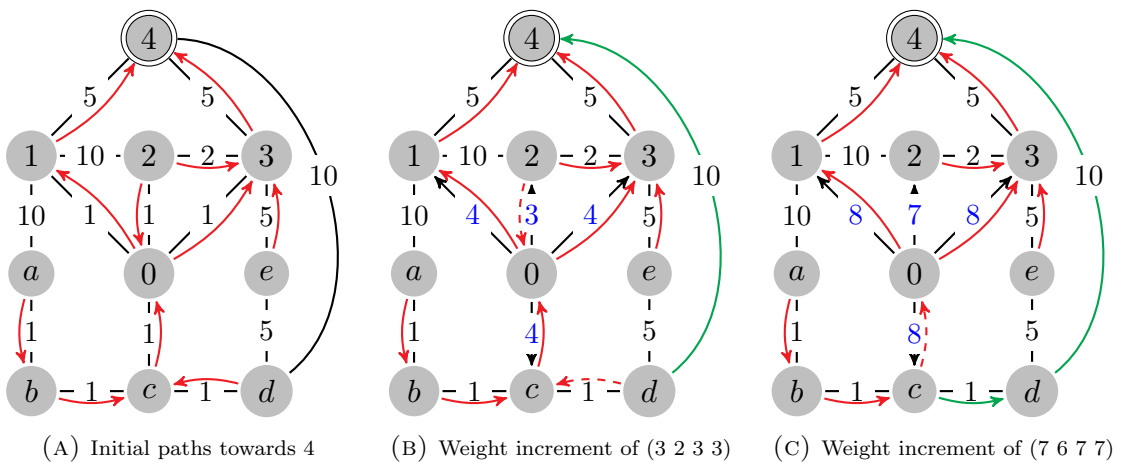 4 4 4
5 5 10 5 5 10 5 5 10
1 10 2 2 3 1 10 2 2 3 1 10 2 2 3
10 1 1 1 5 10 4 3 4 5 10 8 7 8 5
a 0 e a 0 e a 0 e
1 1 5 1 4 5 1 8 5
b 1 c 1 d b 1 c 1 d b 1 c 1 d
(A) Initial paths towards 4
(B) Weight increment of (3 2 3 3)
(C) Weight increment of (7 6 7 7)